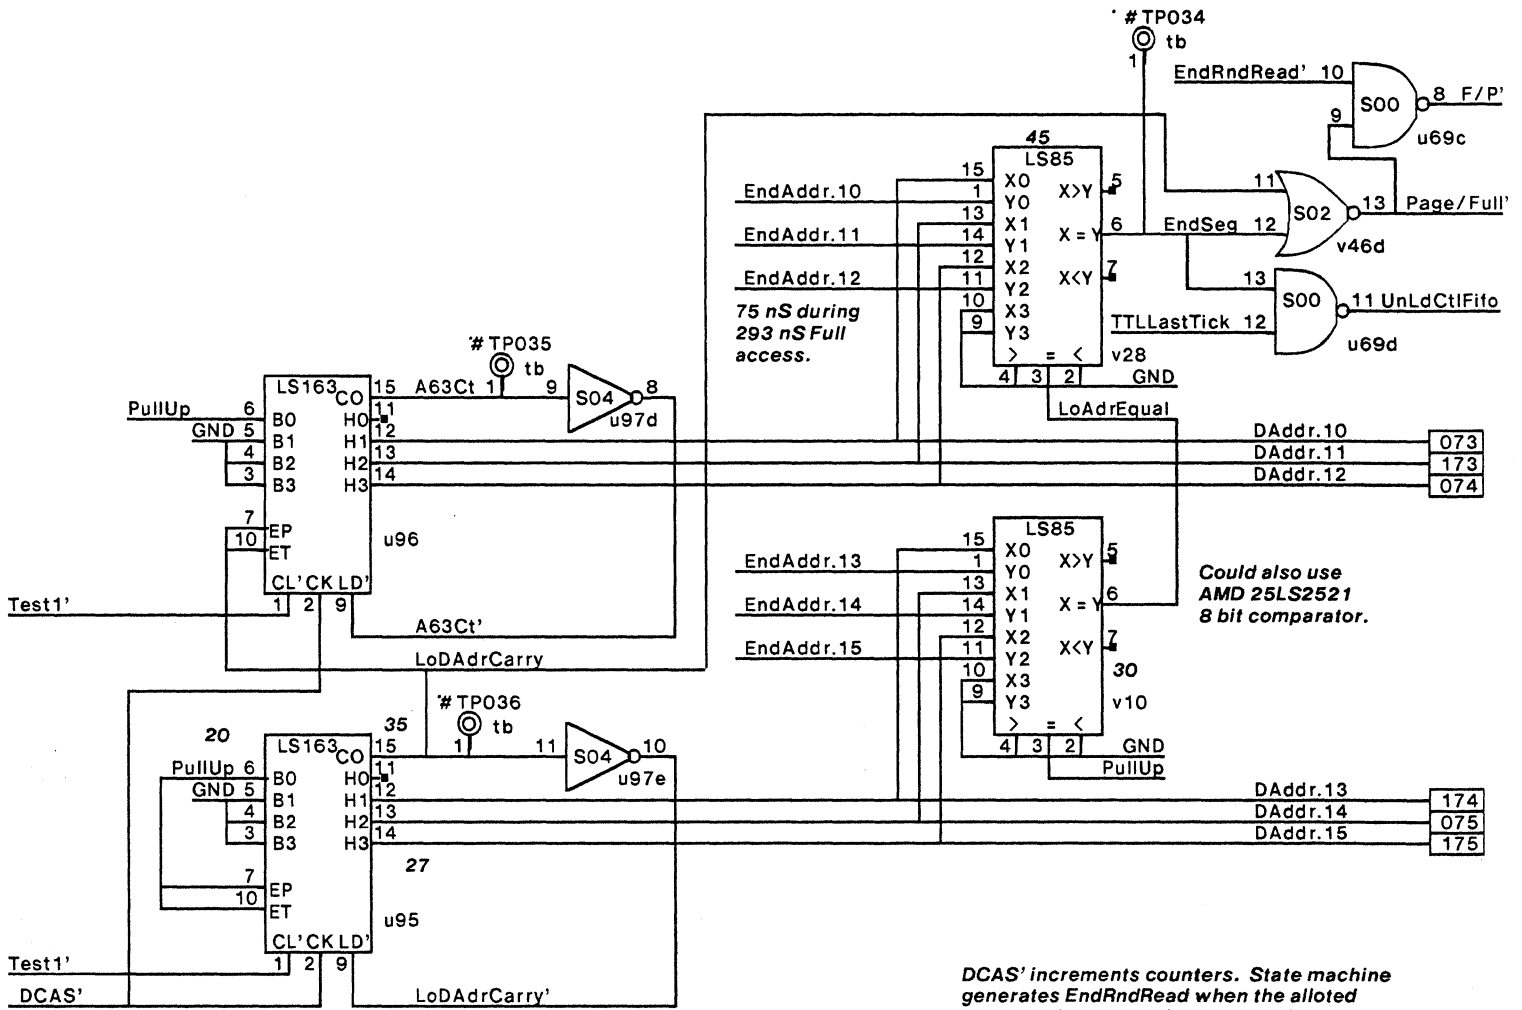 # TP034
tb
1
EndRndRead' 10
9
S00
8 F/P'
u69c
45
LS85
EndAddr.10
EndAddr.11
EndAddr.12
15 X0
1 Y0
13 X1
14 Y1
12 X2
11 Y2
10 X3
9 Y3
X>Y 5
X = Y 6
X<Y 7
> = <
4 3 2
v28
GND
LoAdrEqual
75 nS during
293 nS Full
access.
EndSeg 12
11
S02
13 Page/Full'
v46d
13
TTLLastTick 12
S00
11 UnLdCtlFifo
u69d
# TP035
tb
LS163
15 A63Ct 1
9 S04 8
u97d
PullUp 6 B0
GND 5 B1
4 B2
3 B3
7 EP
10 ET
CO
H0 11
H1 12
H2 13
H3 14
u96
CL' CK LD'
1 2 9
Test1'
A63Ct'
LoDAdrCarry
DAddr.10 073
DAddr.11 173
DAddr.12 074
LS85
EndAddr.13
EndAddr.14
EndAddr.15
15 X0
1 Y0
13 X1
14 Y1
12 X2
11 Y2
10 X3
9 Y3
X>Y 5
X = Y 6
X<Y 7
30
v10
> = <
4 3 2
GND
PullUp
Could also use
AMD 25LS2521
8 bit comparator.
# TP036
tb
20
35
LS163
15 1
11 S04 10
u97e
PullUp 6 B0
GND 5 B1
4 B2
3 B3
7 EP
10 ET
CO
H0 11
H1 12
H2 13
H3 14
27
u95
CL' CK LD'
1 2 9
Test1'
DCAS'
LoDAdrCarry'
DAddr.13 174
DAddr.14 075
DAddr.15 175
DCAS' increments counters. State machine
generates EndRndRead when the alloted